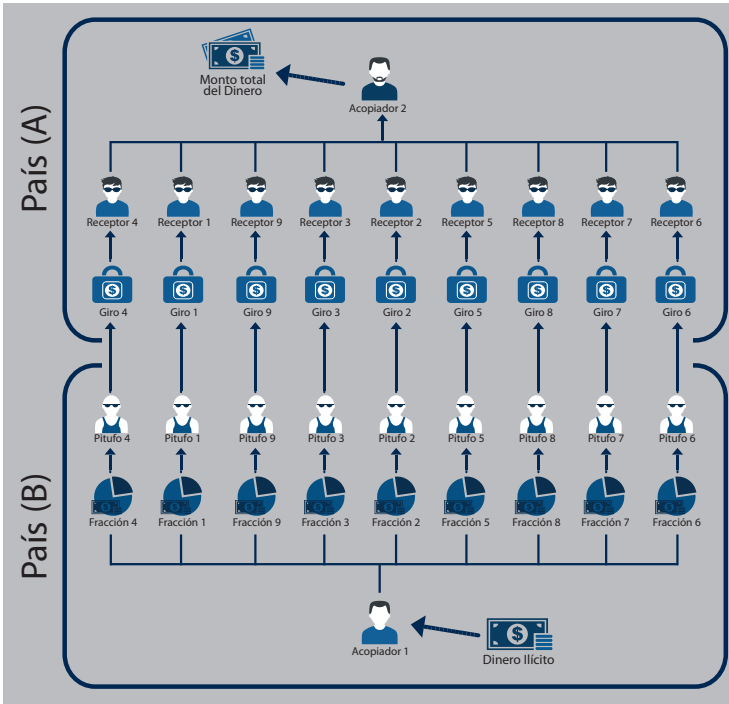 País (A)
Monto total
del Dinero
Acopiador 2
Receptor 4
Receptor 1
Receptor 9
Receptor 3
Receptor 2
Receptor 5
Receptor 8
Receptor 7
Receptor 6
Giro 4
Giro 1
Giro 9
Giro 3
Giro 2
Giro 5
Giro 8
Giro 7
Giro 6
País (B)
Pitufo 4
Pitufo 1
Pitufo 9
Pitufo 3
Pitufo 2
Pitufo 5
Pitufo 8
Pitufo 7
Pitufo 6
Fracción 4
Fracción 1
Fracción 9
Fracción 3
Fracción 2
Fracción 5
Fracción 8
Fracción 7
Fracción 6
Acopiador 1
Dinero Ilícito